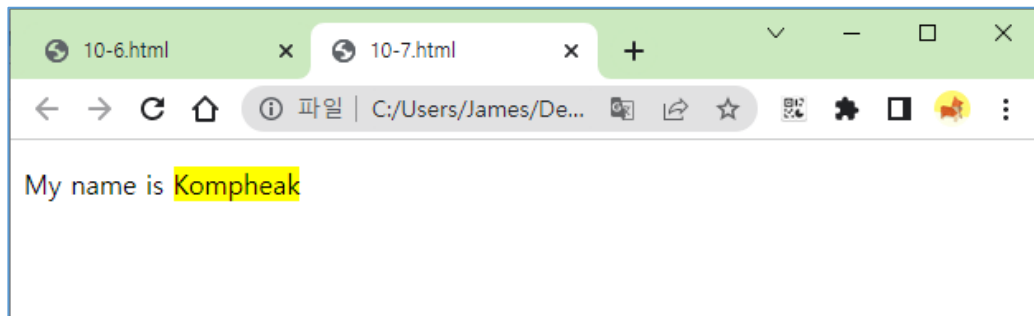 10-6.html 10-7.html
파일 C:/Users/James/De...
My name is Kompheak